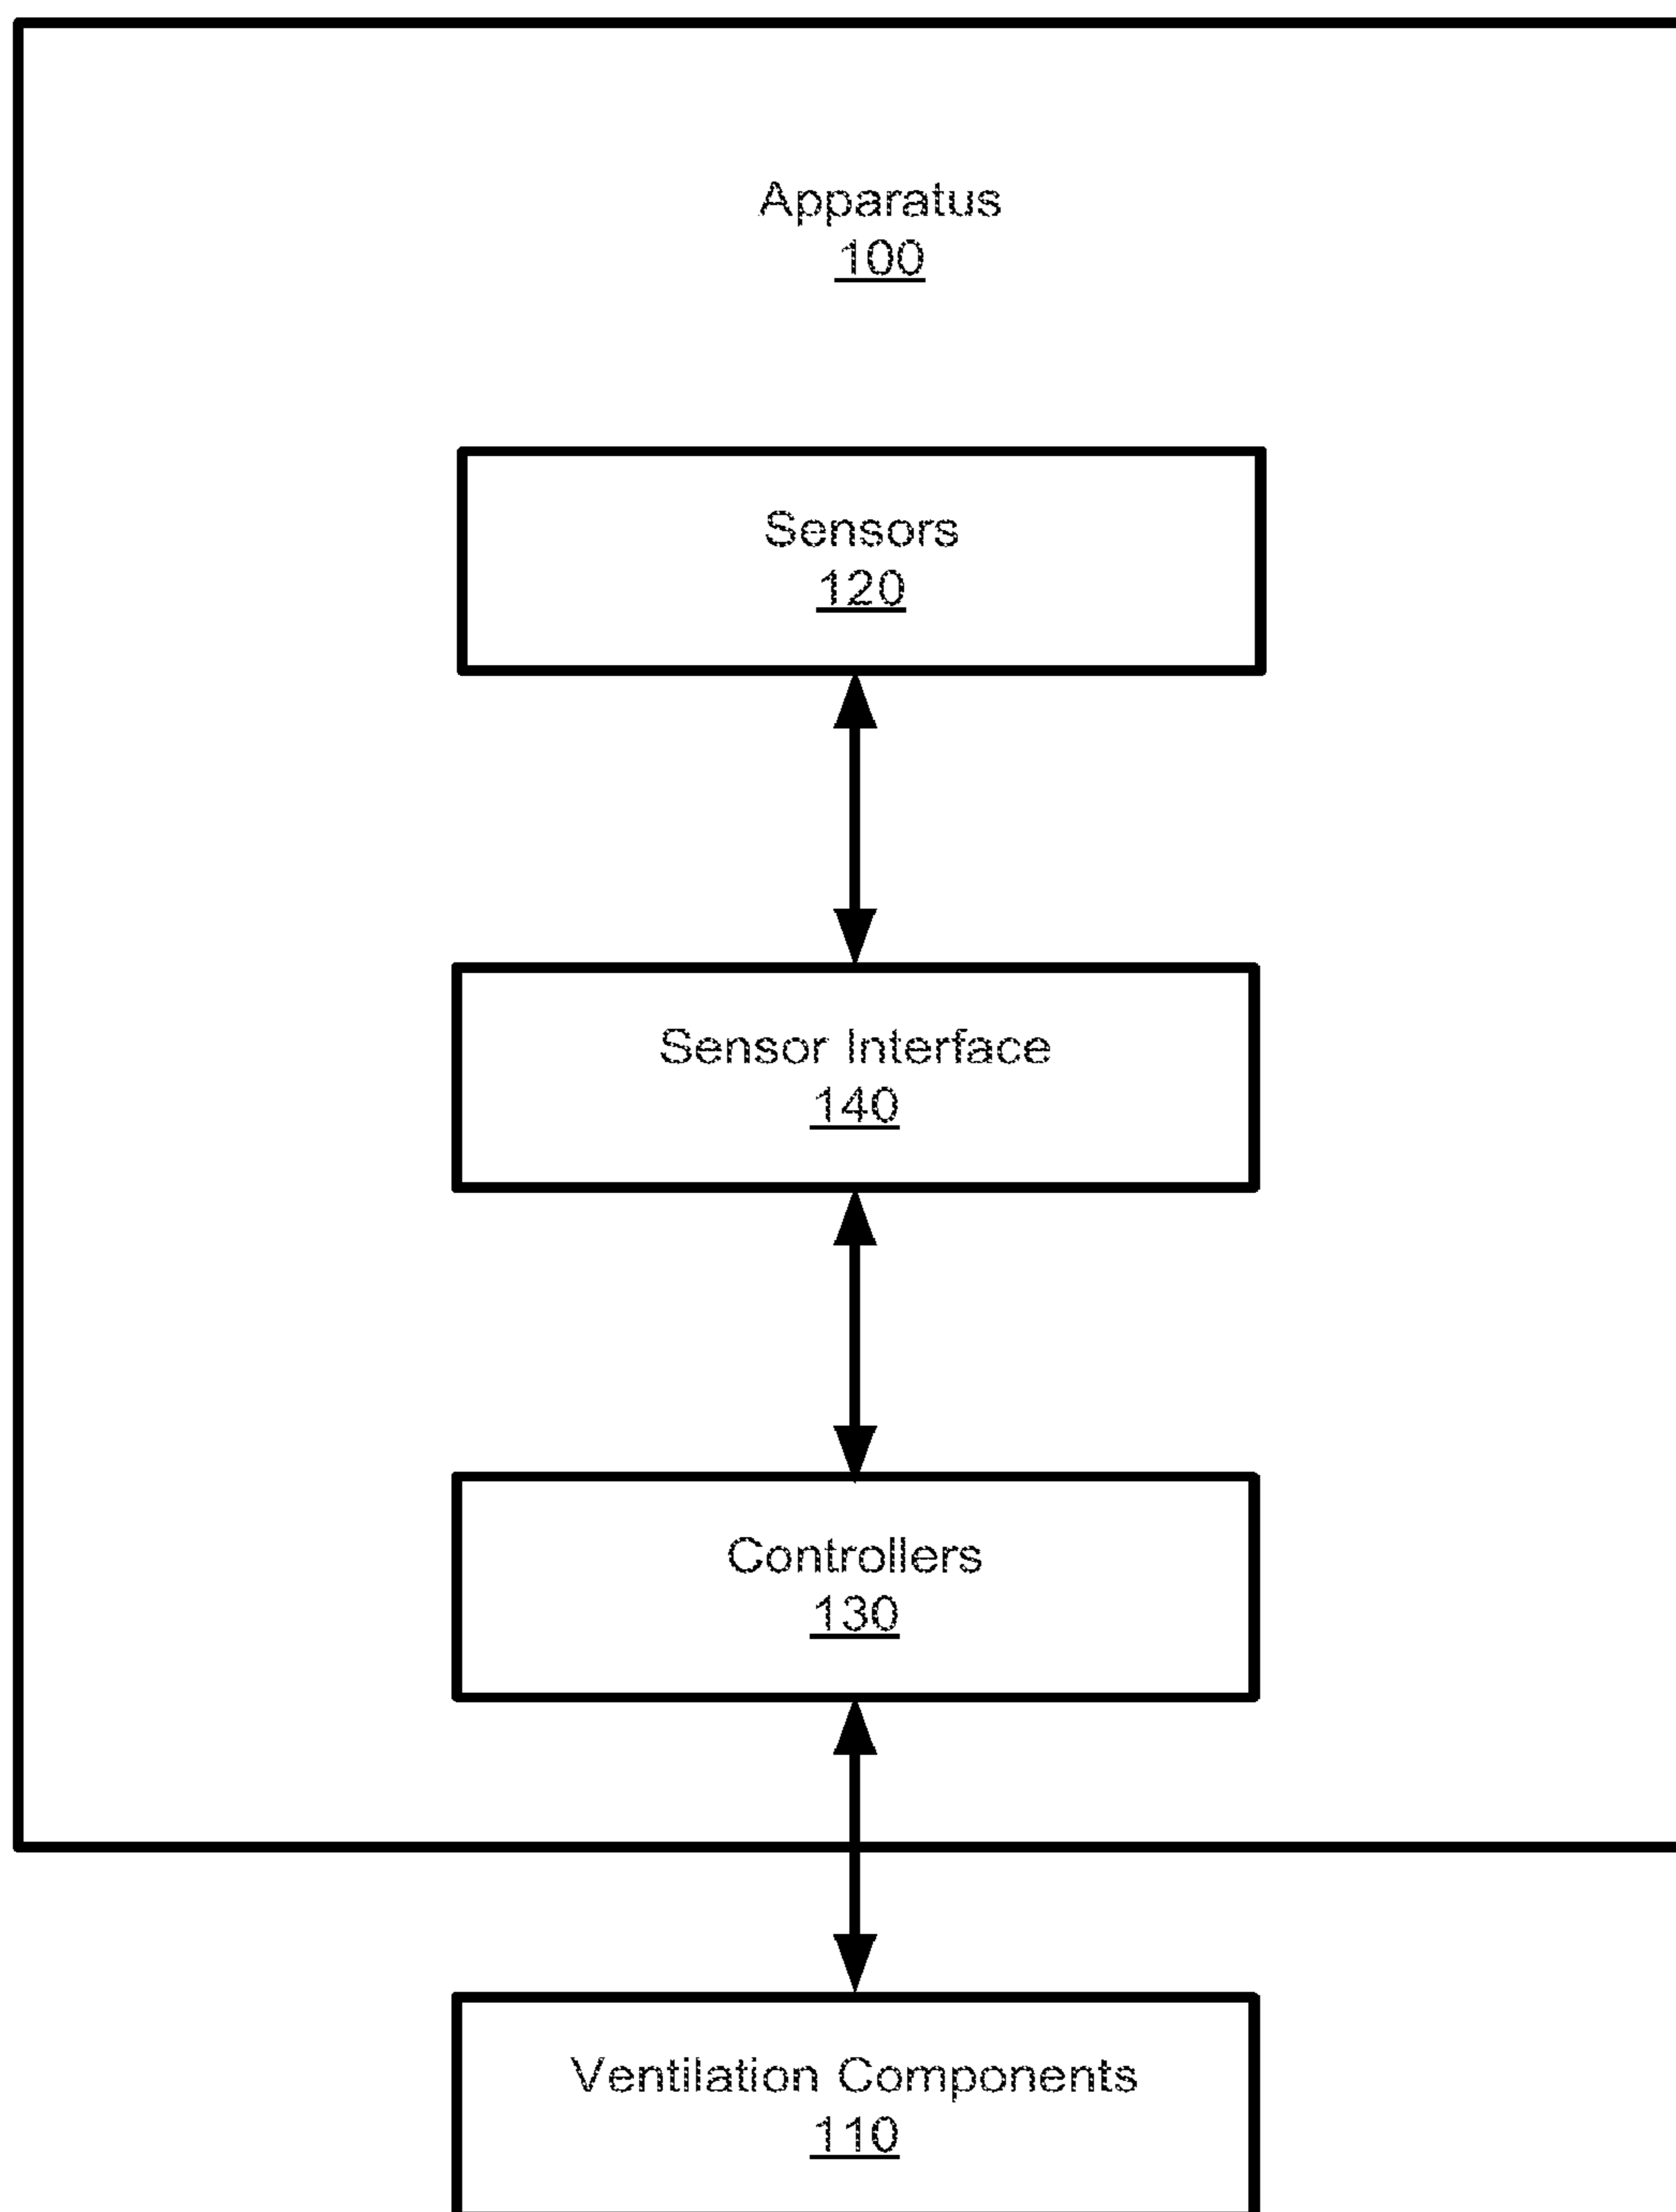 Apparatus
100
Sensors
120
Sensor Interface
140
Controllers
130
Ventilation Components
110